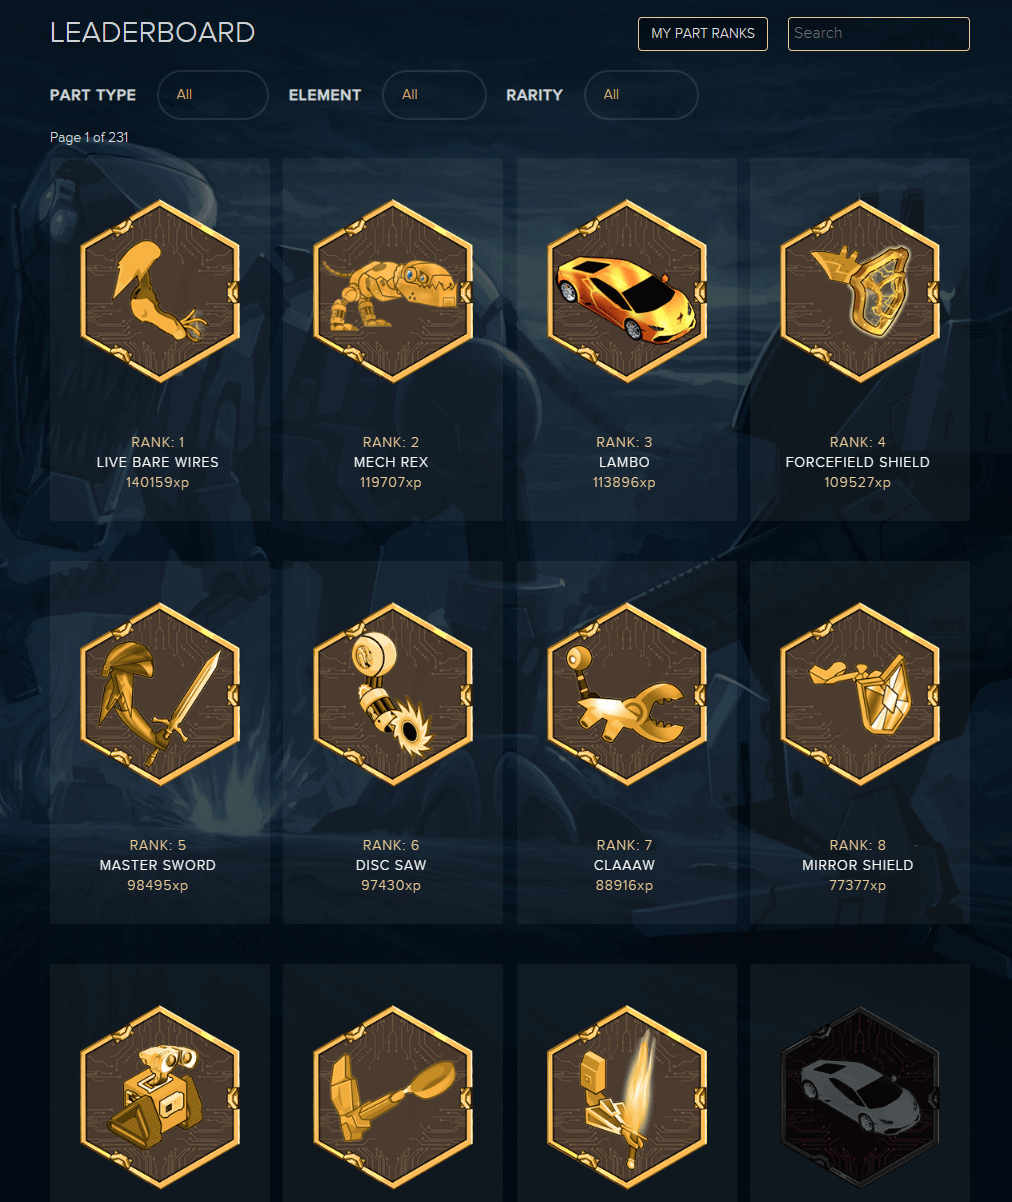 LEADERBOARD
MY PART RANKS
Search
PART TYPE
All
ELEMENT
All
RARITY
All
Page 1 of 231
RANK: 1
LIVE BARE WIRES
140159xp
RANK: 2
MECH REX
119707xp
RANK: 3
LAMBO
113896xp
RANK: 4
FORCEFIELD SHIELD
109527xp
RANK: 5
MASTER SWORD
98495xp
RANK: 6
DISC SAW
97430xp
RANK: 7
CLAAAW
88916xp
RANK: 8
MIRROR SHIELD
77377xp